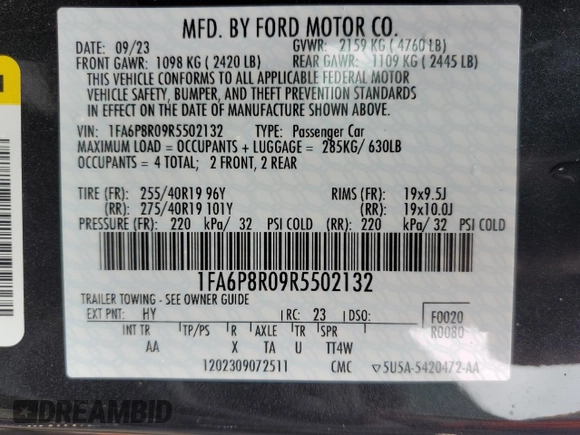 MFD. BY FORD MOTOR CO.
DATE: 09/23 GVWR: 2159 KG ( 4760 LB)
FRONT GAWR: 1098 KG ( 2420 LB) REAR GAWR: 1109 KG ( 2445 LB)
THIS VEHICLE CONFORMS TO ALL APPLICABLE FEDERAL MOTOR
VEHICLE SAFETY, BUMPER, AND THEFT PREVENTION STANDARDS
IN EFFECT ON THE DATE OF MANUFACTURE SHOWN ABOVE.
VIN: 1FA6P8R09R5502132 TYPE: Passenger Car
MAXIMUM LOAD = OCCUPANTS + LUGGAGE = 285KG/ 630LB
OCCUPANTS = 4 TOTAL; 2 FRONT, 2 REAR
TIRE (FR): 255/40R19 96Y RIMS (FR): 19x9.5J
(RR): 275/40R19 101Y (RR): 19x10.0J
PRESSURE (FR): 220 kPa/ 32 PSI COLD (RR): 220 kPa/ 32 PSI COLD
1FA6P8R09R5502132
TRAILER TOWING - SEE OWNER GUIDE
EXT PNT: HY RC: 23 DSO: F0020
R0080
INT TR TP/PS R AXLE TR SPR
AA X TA U TT4W
1202309072511 CMC ▽5U5A-5420472-AA
DREAMBID